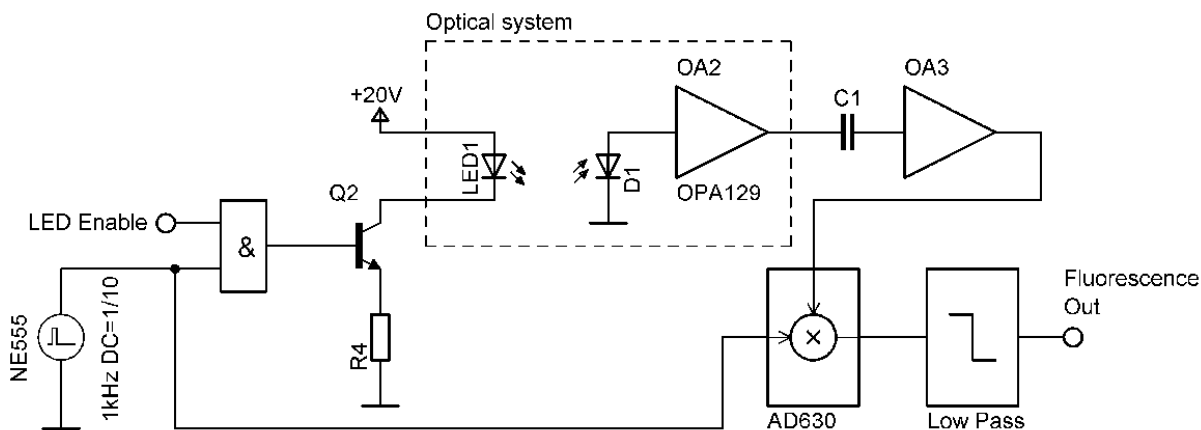 Optical system
+20V
LED1
D1
OA2
OPA129
C1
OA3
Q2
LED Enable
&
NE555
1kHz DC=1/10
R4
×
AD630
Low Pass
Fluorescence
Out